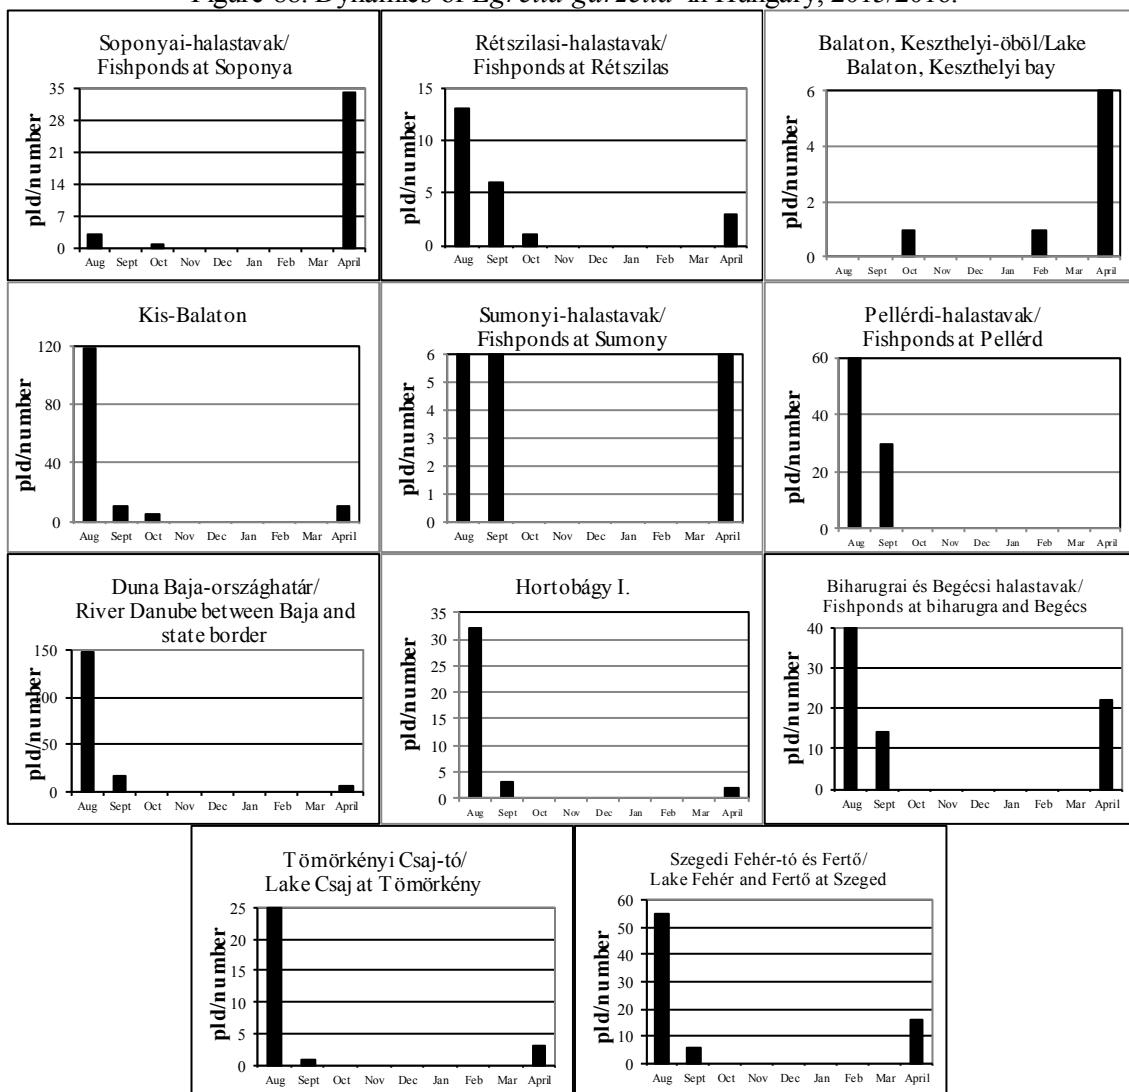 Figure Dynamics of Egretta garzetta in Hungary, 2015/2016.
Soponyai-halastavak/
Fishponds at Soponya
pld/number
35
28
21
14
7
0
Aug Sept Oct Nov Dec Jan Feb Mar April
Rétszilasi-halastavak/
Fishponds at Rétszilas
pld/number
15
10
5
0
Aug Sept Oct Nov Dec Jan Feb Mar April
Balaton, Keszthelyi-öböl/Lake
Balaton, Keszthelyi bay
pld/number
6
4
2
0
Aug Sept Oct Nov Dec Jan Feb Mar April
Kis-Balaton
pld/number
120
80
40
0
Aug Sept Oct Nov Dec Jan Feb Mar April
Sumonyi-halastavak/
Fishponds at Sumony
pld/number
6
5
4
3
2
1
0
Aug Sept Oct Nov Dec Jan Feb Mar April
Pellérdi-halastavak/
Fishponds at Pellérd
pld/number
60
40
20
0
Aug Sept Oct Nov Dec Jan Feb Mar April
Duna Baja-országhatár/
River Danube between Baja and
state border
pld/number
150
100
50
0
Aug Sept Oct Nov Dec Jan Feb Mar April
Hortobágy I.
pld/number
35
30
25
20
15
10
5
0
Aug Sept Oct Nov Dec Jan Feb Mar April
Biharugrai és Begécsi halastavak/
Fishponds at biharugra and Begécs
pld/number
40
30
20
10
0
Aug Sept Oct Nov Dec Jan Feb Mar April
Tömörkényi Csaj-tó/
Lake Csaj at Tömörkény
pld/number
25
20
15
10
5
0
Aug Sept Oct Nov Dec Jan Feb Mar April
Szegedi Fehér-tó és Fertő/
Lake Fehér and Fertő at Szeged
pld/number
60
50
40
30
20
10
0
Aug Sept Oct Nov Dec Jan Feb Mar April